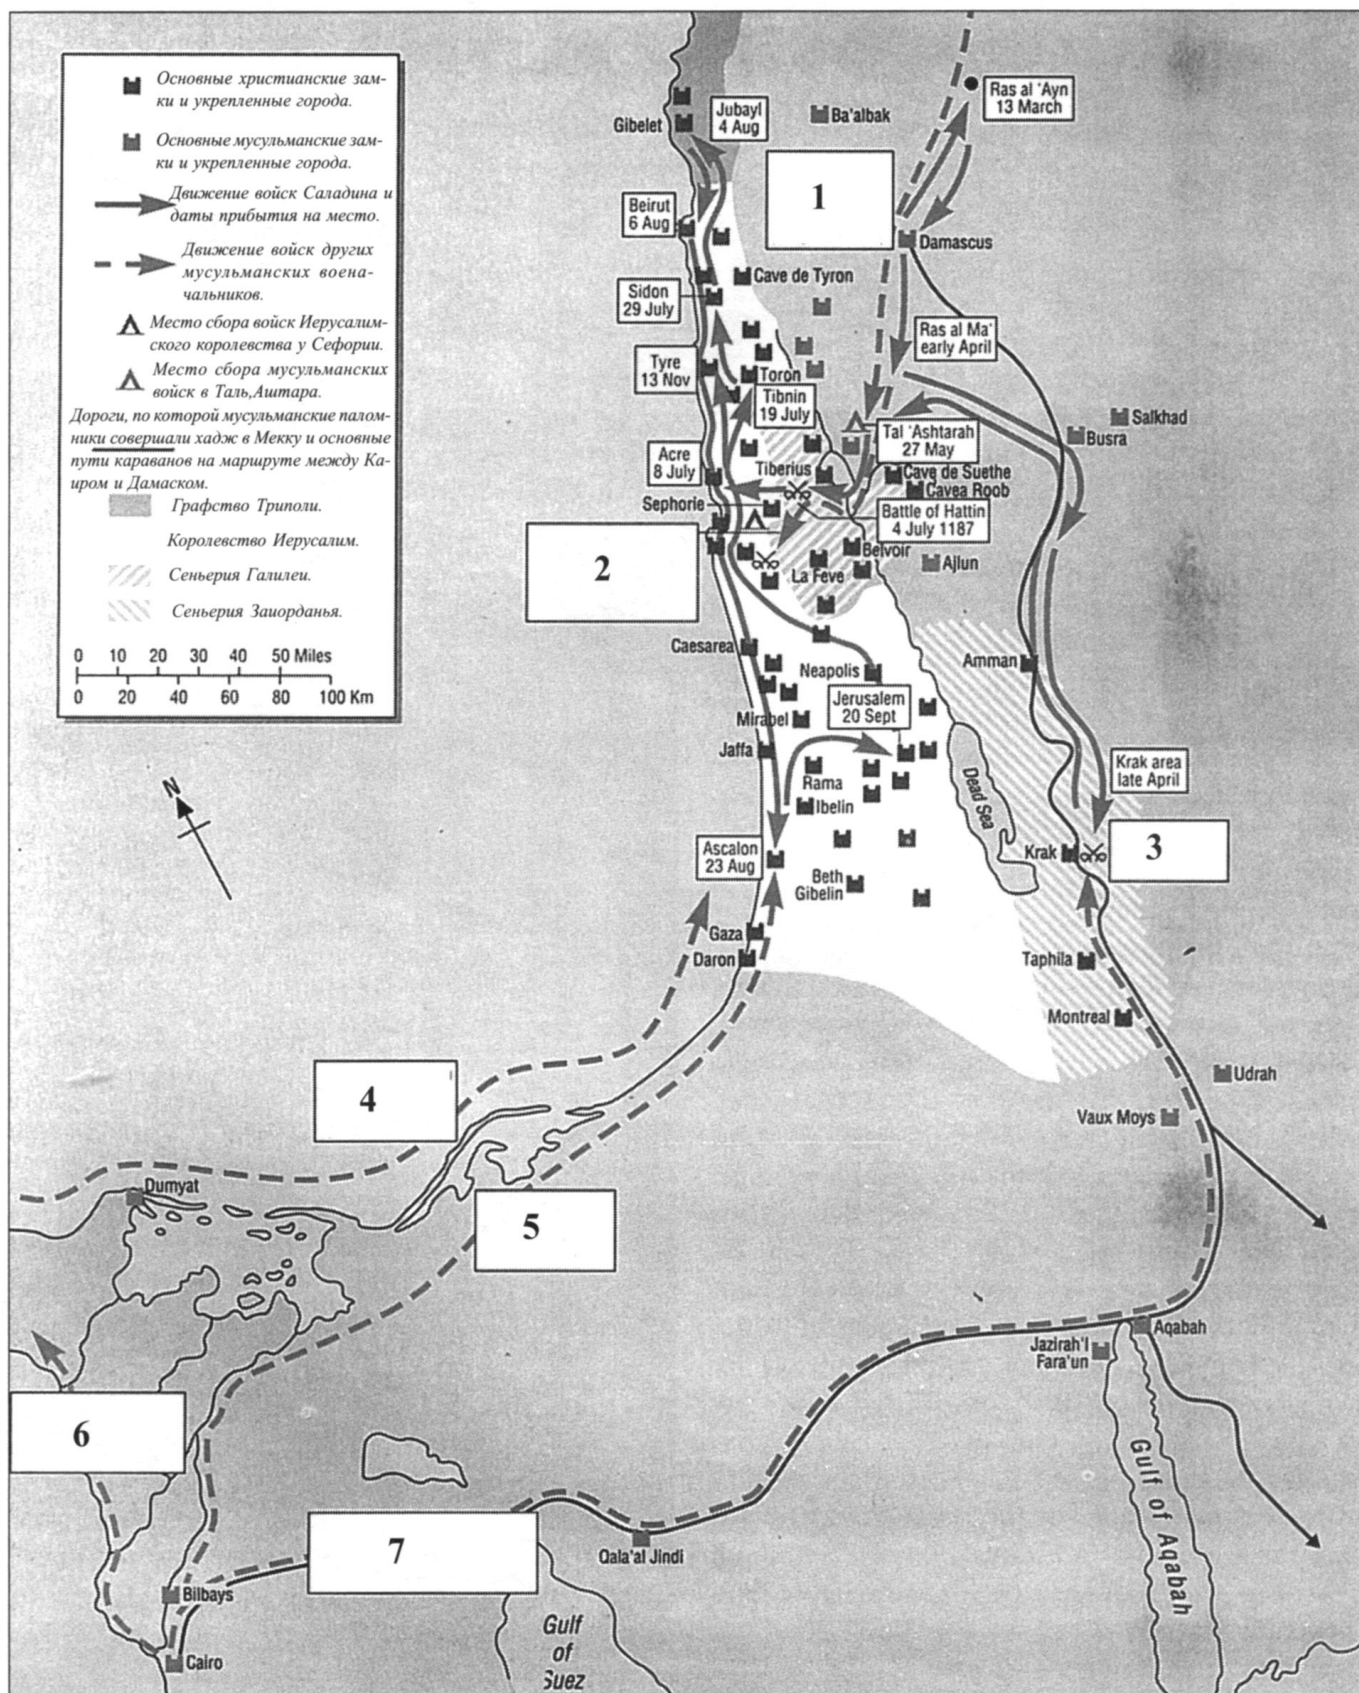 Основные христианские зам-
ки и укрепленные города.
Основные мусульманские зам-
ки и укрепленные города.
Движение войск Саладина и
даты прибытия на место.
Движение войск других
мусульманских воена-
чальников.
Место сбора войск Иерусалим-
ского королевства у Сефории.
Место сбора мусульманских
войск в Таль,Аштара.
Дороги, по которой мусульманские палом-
ники совершали хадж в Мекку и основные
пути караванов на маршруте между Ка-
иром и Дамаском.
Графство Триполи.
Королевство Иерусалим.
Сеньерия Галилеи.
Сеньерия Заиорданья.
0 10 20 30 40 50 Miles
0 20 40 60 80 100 Km
N
Gibelet
Jubayl
4 Aug
Ba'albak
Ras al 'Ayn
13 March
1
Beirut
6 Aug
Damascus
Cave de Tyron
Sidon
29 July
Ras al Ma'
early April
Tyre
13 Nov
Toron
Tibnin
19 July
Salkhad
Busra
Tal 'Ashtarah
27 May
Acre
8 July
Tiberius
Cave de Suethe
Cavea Roob
Sephorie
Battle of Hattin
4 July 1187
2
Belvoir
La Feve
Ajlun
Caesarea
Neapolis
Amman
Jerusalem
20 Sept
Mirabel
Jaffa
Rama
Ibelin
Dead Sea
Krak area
late April
Ascalon
23 Aug
Krak
3
Beth
Gibelin
Gaza
Daron
Taphila
Montreal
4
Udrah
Vaux Moys
Dumyat
5
Aqabah
Jazirah'l
Fara'un
6
Gulf of Aqabah
7
Qala'al Jindi
Bilbays
Cairo
Gulf
of
Suez